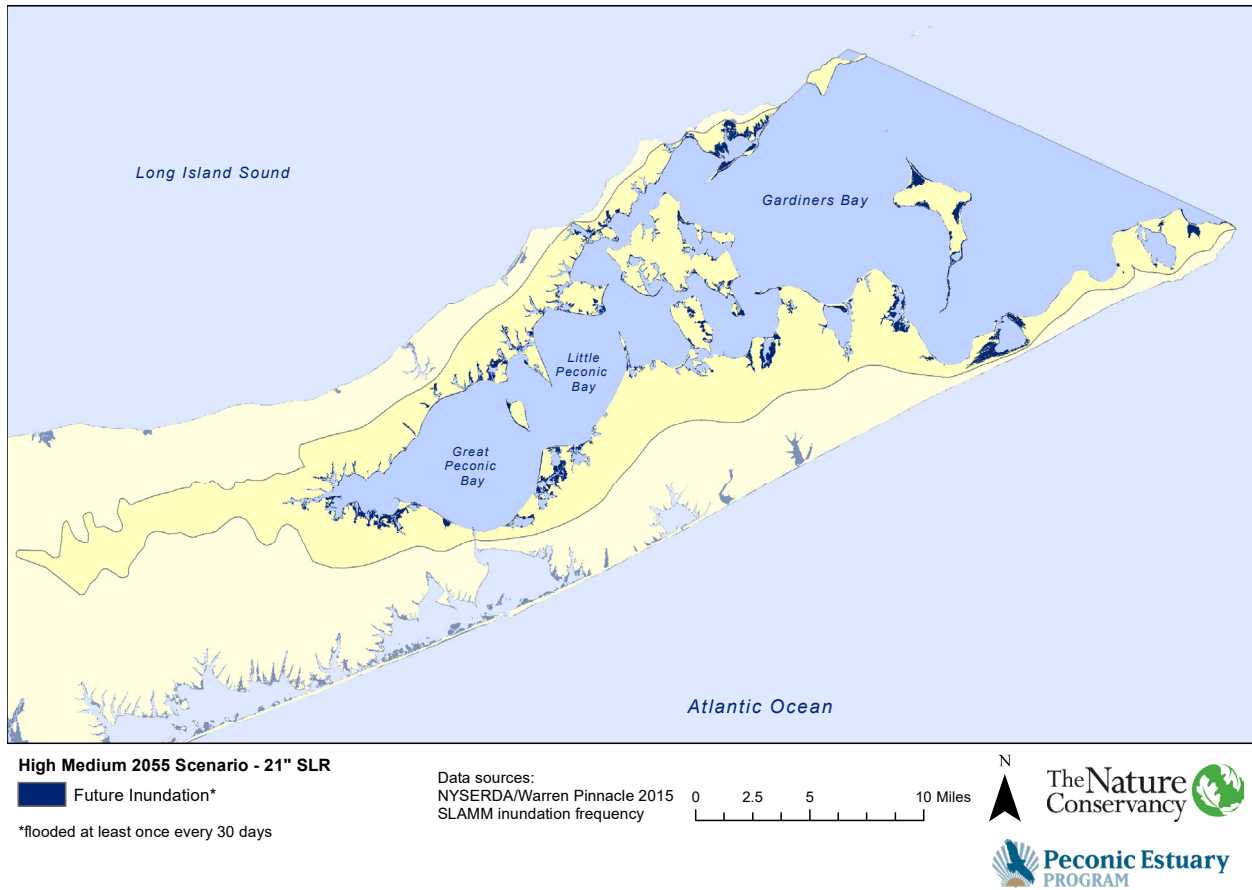 Long Island Sound
Gardiners Bay
Little
Peconic
Bay
Great
Peconic
Bay
Atlantic Ocean
High Medium 2055 Scenario - 21" SLR
Future Inundation*
*flooded at least once every 30 days
Data sources:
NYSERDA/Warren Pinnacle 2015
SLAMM inundation frequency
0 2.5 5 10 Miles
N
The Nature
Conservancy
Peconic Estuary
PROGRAM